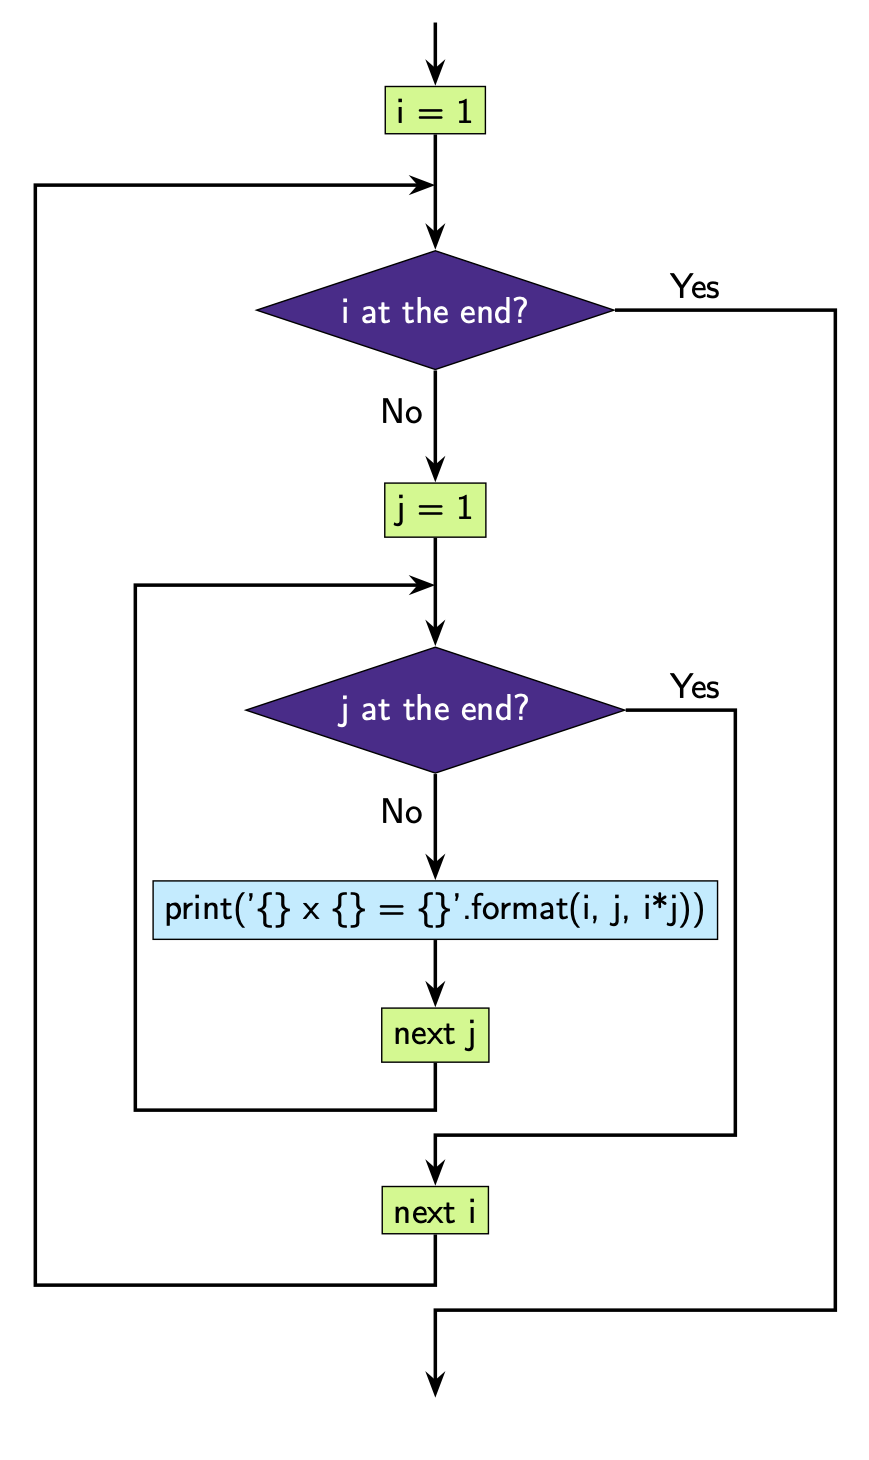 i = 1
i at the end?
Yes
No
j = 1
j at the end?
Yes
No
print('{} x {} = {}'.format(i, j, i*j))
next j
next i